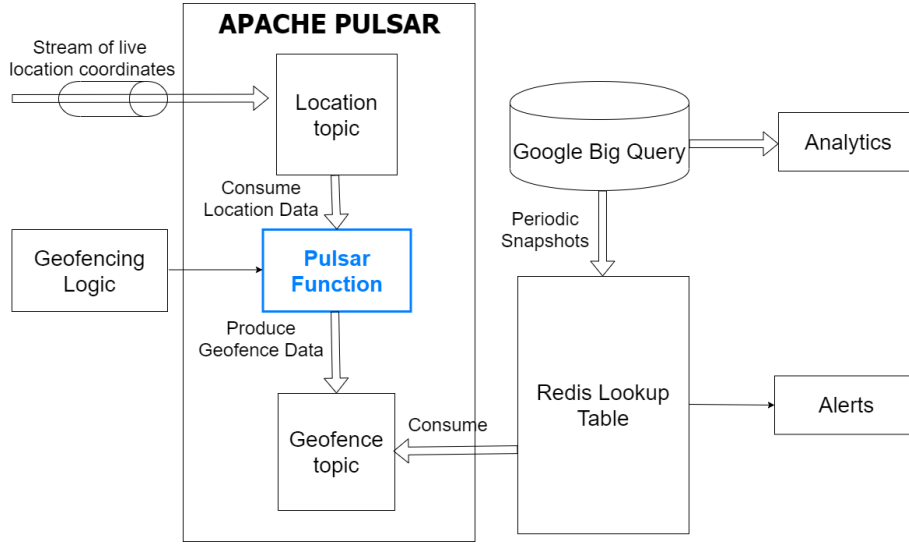 APACHE PULSAR
Stream of live
location coordinates
Location
topic
Google Big Query
Analytics
Consume
Location Data
Periodic
Snapshots
Geofencing
Logic
Pulsar
Function
Produce
Geofence Data
Redis Lookup
Table
Alerts
Consume
Geofence
topic